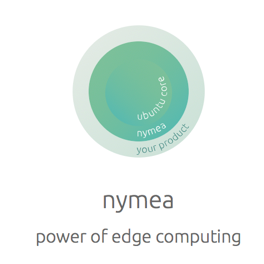 ubuntu core
nymea
your product
nymea
power of edge computing